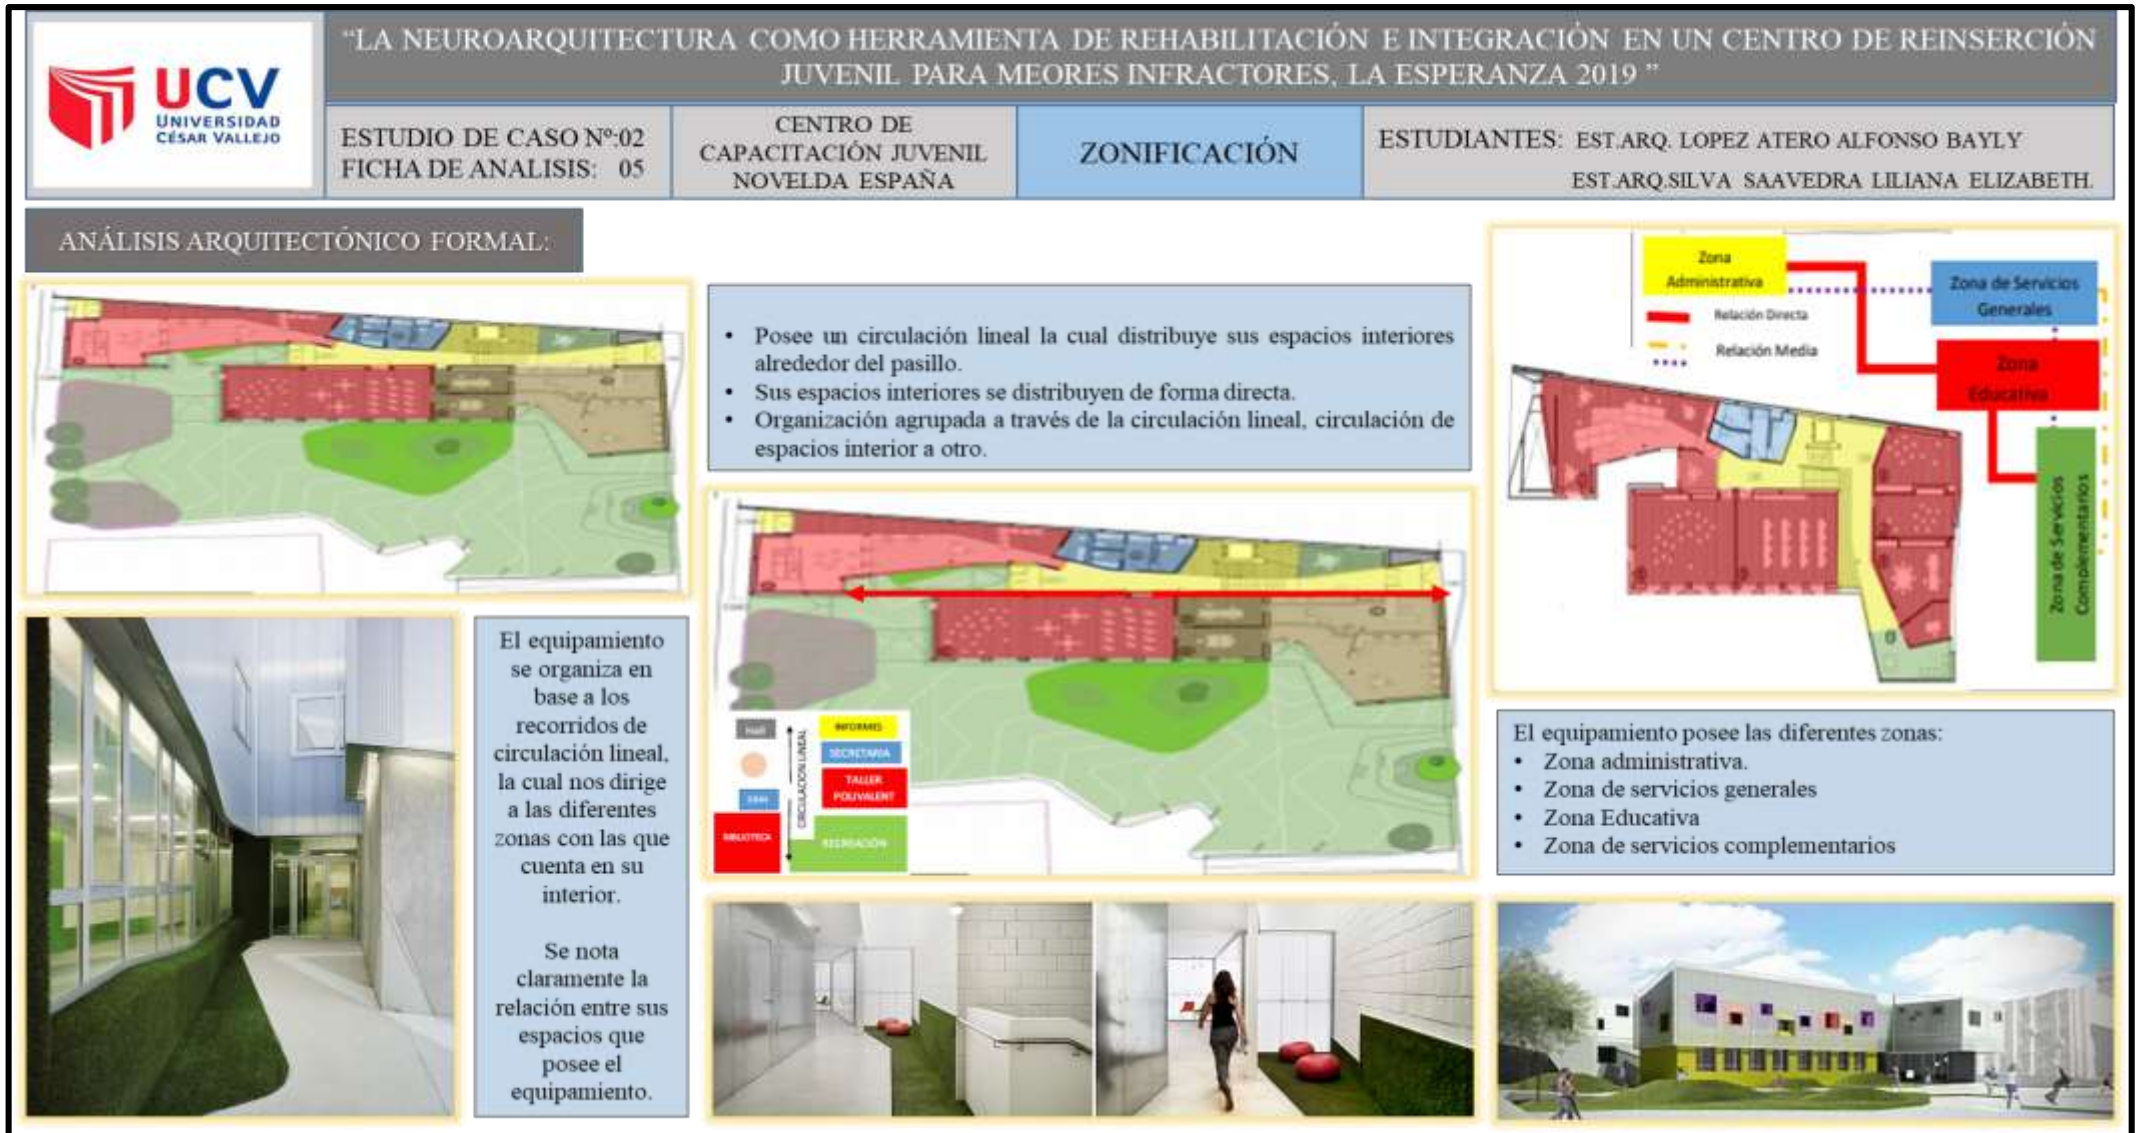 UCV
UNIVERSIDAD
CÉSAR VALLEJO
“LA NEUROARQUITECTURA COMO HERRAMIENTA DE REHABILITACIÓN E INTEGRACIÓN EN UN CENTRO DE REINSERCIÓN
JUVENIL PARA MEORES INFRACTORES, LA ESPERANZA 2019 ”
ESTUDIO DE CASO Nº:02
FICHA DE ANALISIS: 05
CENTRO DE
CAPACITACIÓN JUVENIL
NOVELDA ESPAÑA
ZONIFICACIÓN
ESTUDIANTES: EST.ARQ. LOPEZ ATERO ALFONSO BAYLY
EST.ARQ.SILVA SAAVEDRA LILIANA ELIZABETH.
ANÁLISIS ARQUITECTÓNICO FORMAL:
• Posee un circulación lineal la cual distribuye sus espacios interiores
alrededor del pasillo.
• Sus espacios interiores se distribuyen de forma directa.
• Organización agrupada a través de la circulación lineal, circulación de
espacios interior a otro.
Zona
Administrativa
Zona de Servicios
Generales
Relación Directa
Relación Media
Zona
Educativa
Zona de Servicios
Complementarios
El equipamiento
se organiza en
base a los
recorridos de
circulación lineal,
la cual nos dirige
a las diferentes
zonas con las que
cuenta en su
interior.
Se nota
claramente la
relación entre sus
espacios que
posee el
equipamiento.
CIRCULACION LINEAL
INFORMES
SECRETARIA
TALLER
POLIVALENT
BIBLIOTECA
RECREACIÓN
El equipamiento posee las diferentes zonas:
• Zona administrativa.
• Zona de servicios generales
• Zona Educativa
• Zona de servicios complementarios